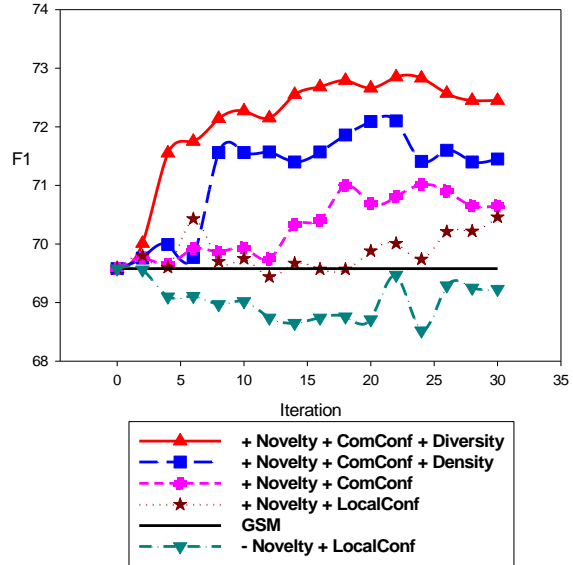 74
73
72
F1
71
70
69
68
0 5 10 15 20 25 30 35
Iteration
+ Novelty + ComConf + Diversity
+ Novelty + ComConf + Density
+ Novelty + ComConf
+ Novelty + LocalConf
GSM
- Novelty + LocalConf